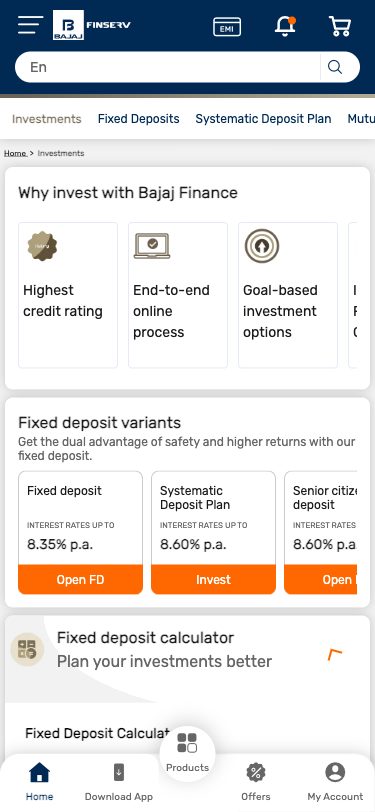 BAJAJ
FINSERV
EMI
En
Investments Fixed Deposits Systematic Deposit Plan Mutu
Home > Investments
Why invest with Bajaj Finance
Highest
credit rating
End-to-end
online
process
Goal-based
investment
options
Fixed deposit variants
Get the dual advantage of safety and higher returns with our
fixed deposit.
Fixed deposit
INTEREST RATES UP TO
8.35% p.a.
Open FD
Systematic
Deposit Plan
INTEREST RATES UP TO
8.60% p.a.
Invest
Senior citize
deposit
INTEREST RATES
8.60% p.a.
Open
Fixed deposit calculator
Plan your investments better
Fixed Deposit Calculat
Home
Download App
Products
Offers
My Account